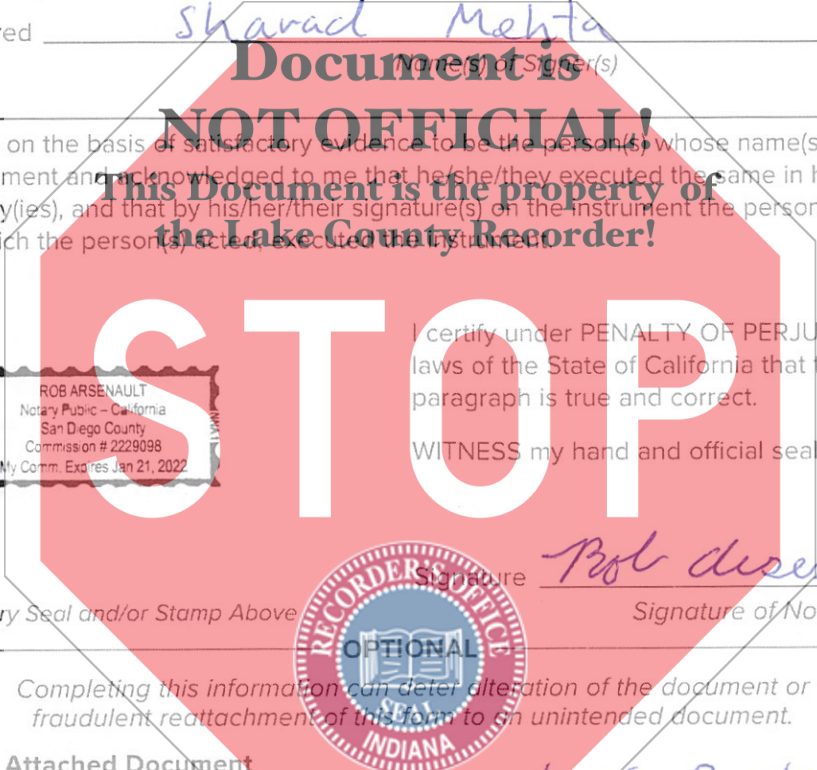 red Sharad Mehta
Document is
Name(s) of Signer(s)
NOT OFFICIAL!
on the basis of satisfactory evidence to be the person(s) whose name(s
ment and acknowledged to me that he/she/they executed the same in h
This Document is the property of
y(ies), and that by his/her/their signature(s) on the instrument the person
the Lake County Recorder!
ich the person(s) acted, executed the instrument.
STOP
I certify under PENALTY OF PERJU
laws of the State of California that t
paragraph is true and correct.
WITNESS my hand and official seal
ROB ARSENAULT
Notary Public – California
San Diego County
Commission # 2229098
My Comm. Expires Jan 21, 2022
Signature Rob
ry Seal and/or Stamp Above
Signature of No
RECORDER'S OFFICE
SEAL
INDIANA
OPTIONAL
Completing this information can deter alteration of the document or
fraudulent reattachment of this form to an unintended document.
Attached Document